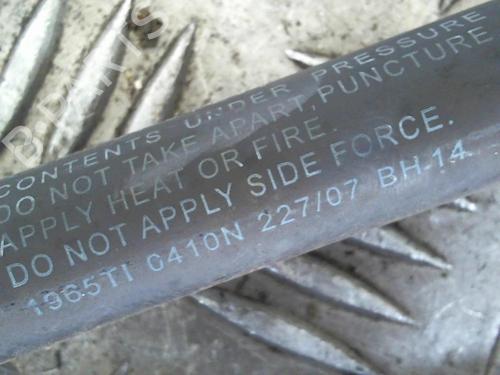 CONTENTS UNDER PRESSURE
DO NOT TAKE APART, PUNCTURE
APPLY HEAT OR FIRE.
DO NOT APPLY SIDE FORCE.
1965TI 0410N 227/07 BH-14